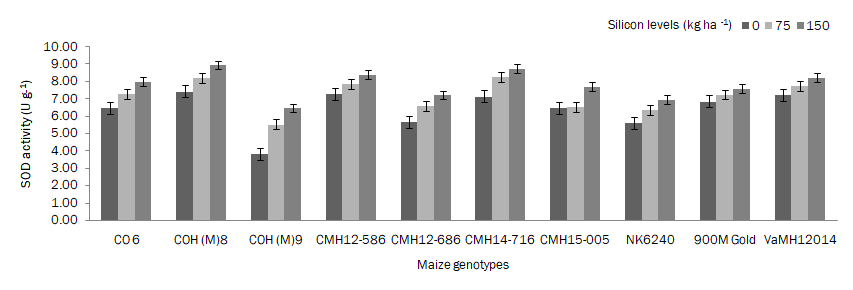 Silicon levels (kg ha -1) 0 75 150
10.00
9.00
8.00
7.00
6.00
5.00
4.00
3.00
2.00
1.00
0.00
SOD activity (U g-1)
CO 6 COH (M)8 COH (M)9 CMH12-586 CMH12-686 CMH14-716 CMH15-005 NK6240 900M Gold VaMH12014
Maize genotypes